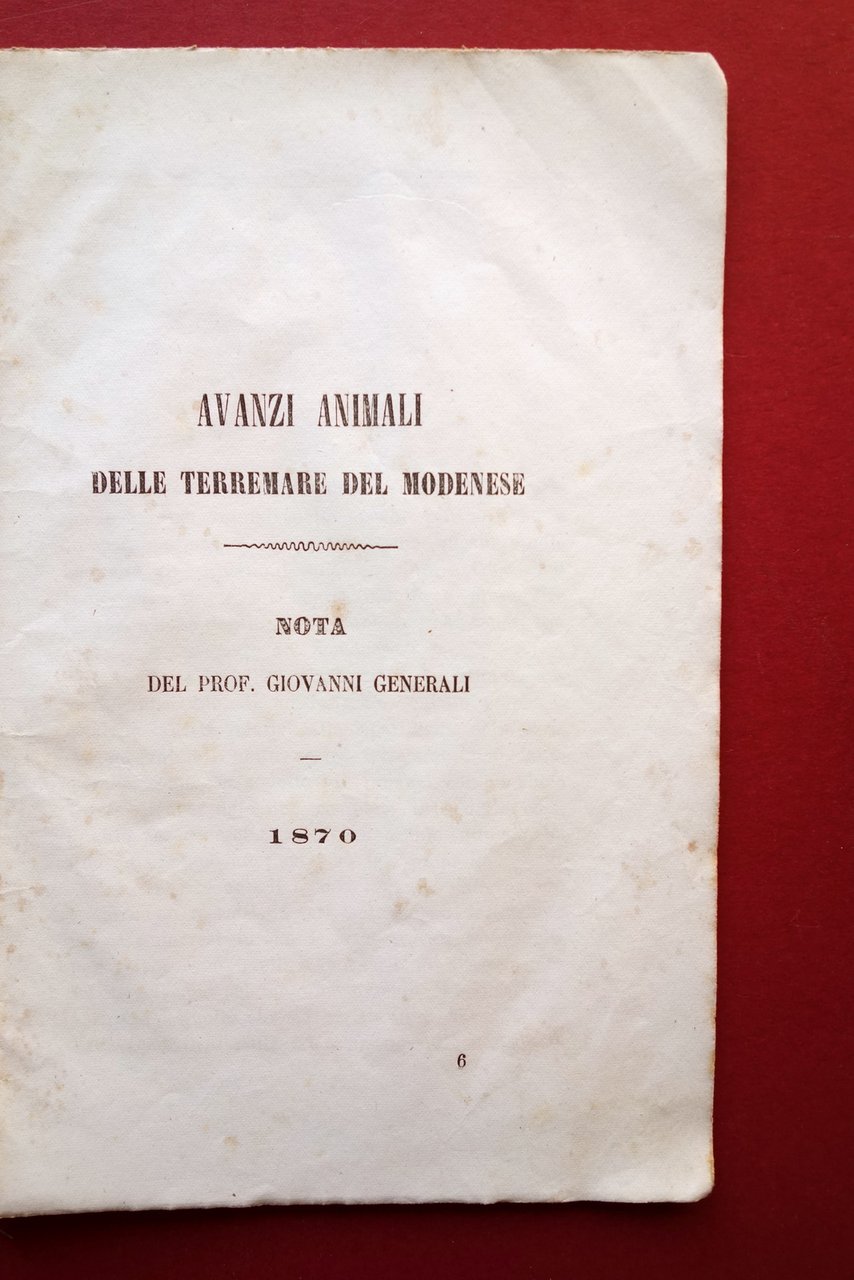 AVANZI ANIMALI
DELLE TERREMARE DEL MODENESE
NOTA
DEL PROF. GIOVANNI GENERALI
1870
6